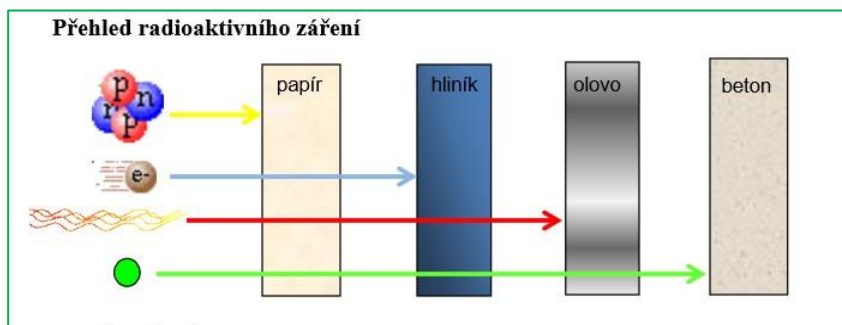 Přehled radioaktivního záření
papír hliník olovo beton
p n n p
e-